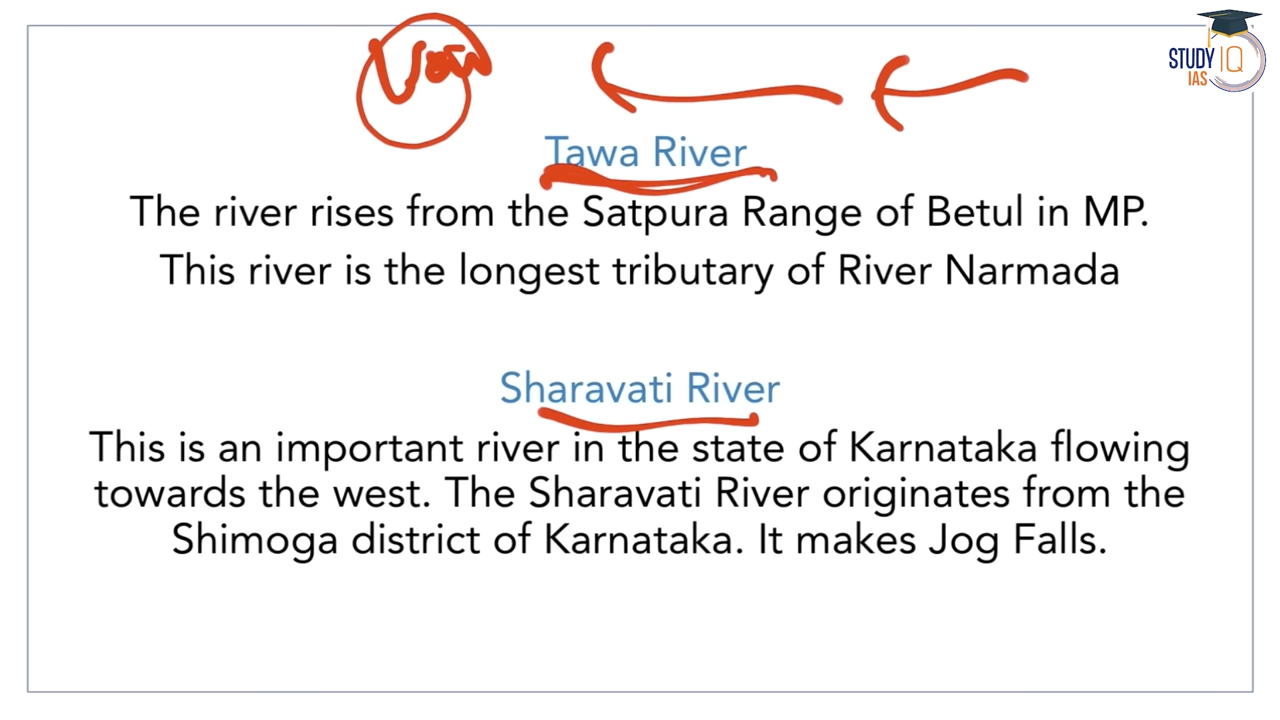 STUDY IQ
IAS
Tawa River
The river rises from the Satpura Range of Betul in MP.
This river is the longest tributary of River Narmada
Sharavati River
This is an important river in the state of Karnataka flowing
towards the west. The Sharavati River originates from the
Shimoga district of Karnataka. It makes Jog Falls.